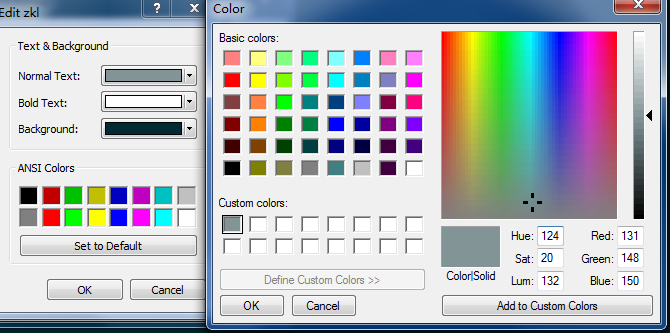 Edit zkl
?
Text & Background
Normal Text:
Bold Text:
Background:
ANSI Colors
Set to Default
OK
Cancel
Color
Basic colors:
Custom colors:
Define Custom Colors >>
OK
Cancel
Color|Solid
Hue: 124
Red: 131
Sat: 20
Green: 148
Lum: 132
Blue: 150
Add to Custom Colors